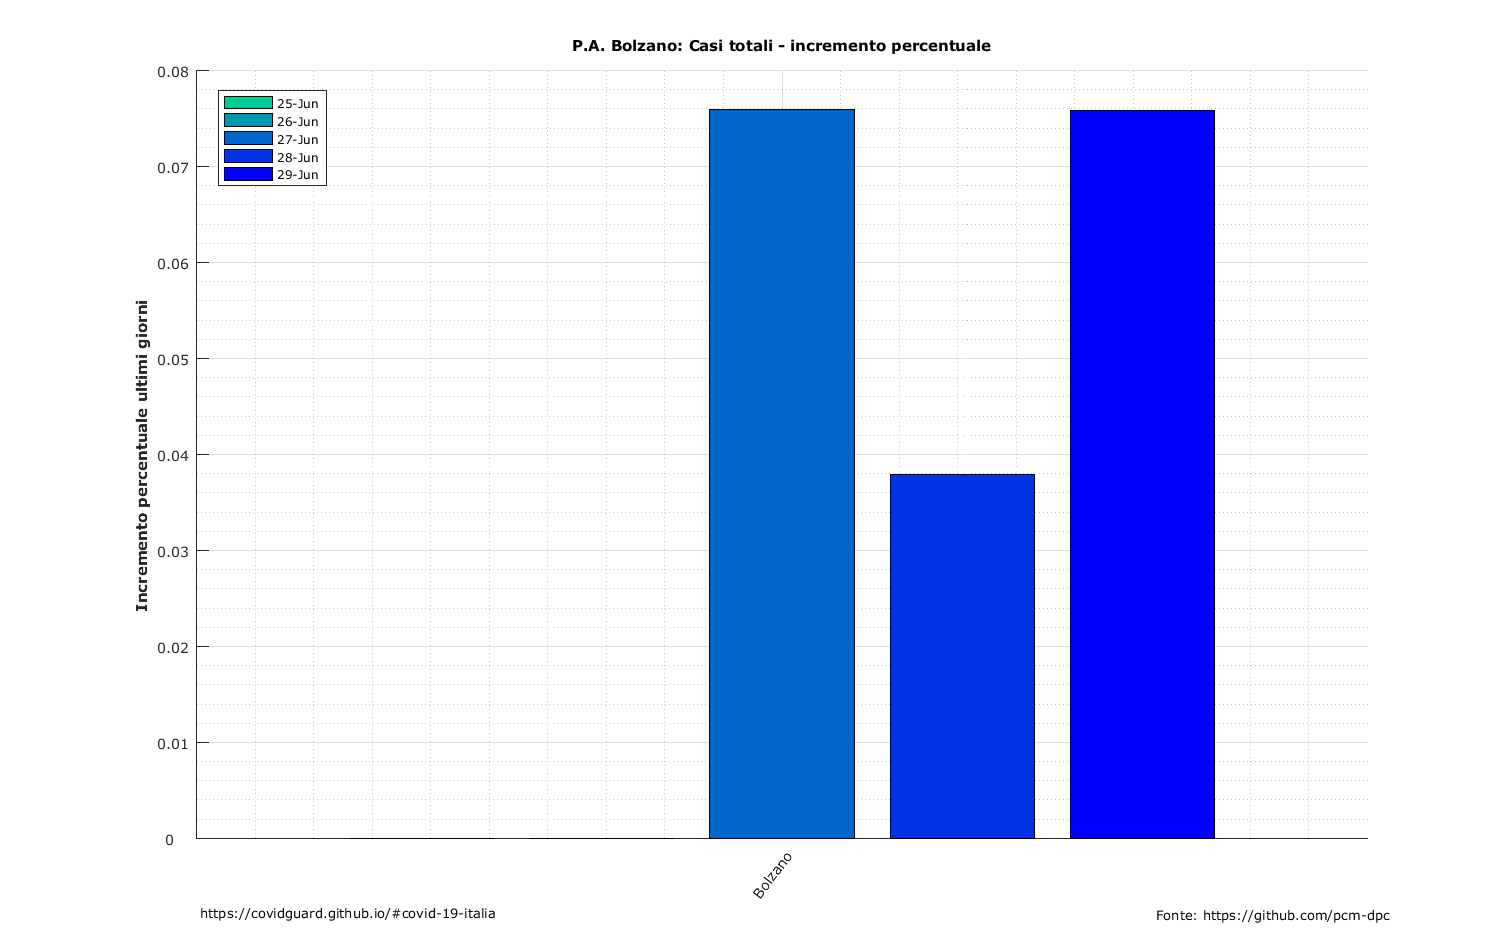 P.A. Bolzano: Casi totali - incremento percentuale
0.08
0.07
0.06
0.05
0.04
0.03
0.02
0.01
0
Incremento percentuale ultimi giorni
25-Jun
26-Jun
27-Jun
28-Jun
29-Jun
Bolzano
https://covidguard.github.io/#covid-19-italia
Fonte: https://github.com/pcm-dpc